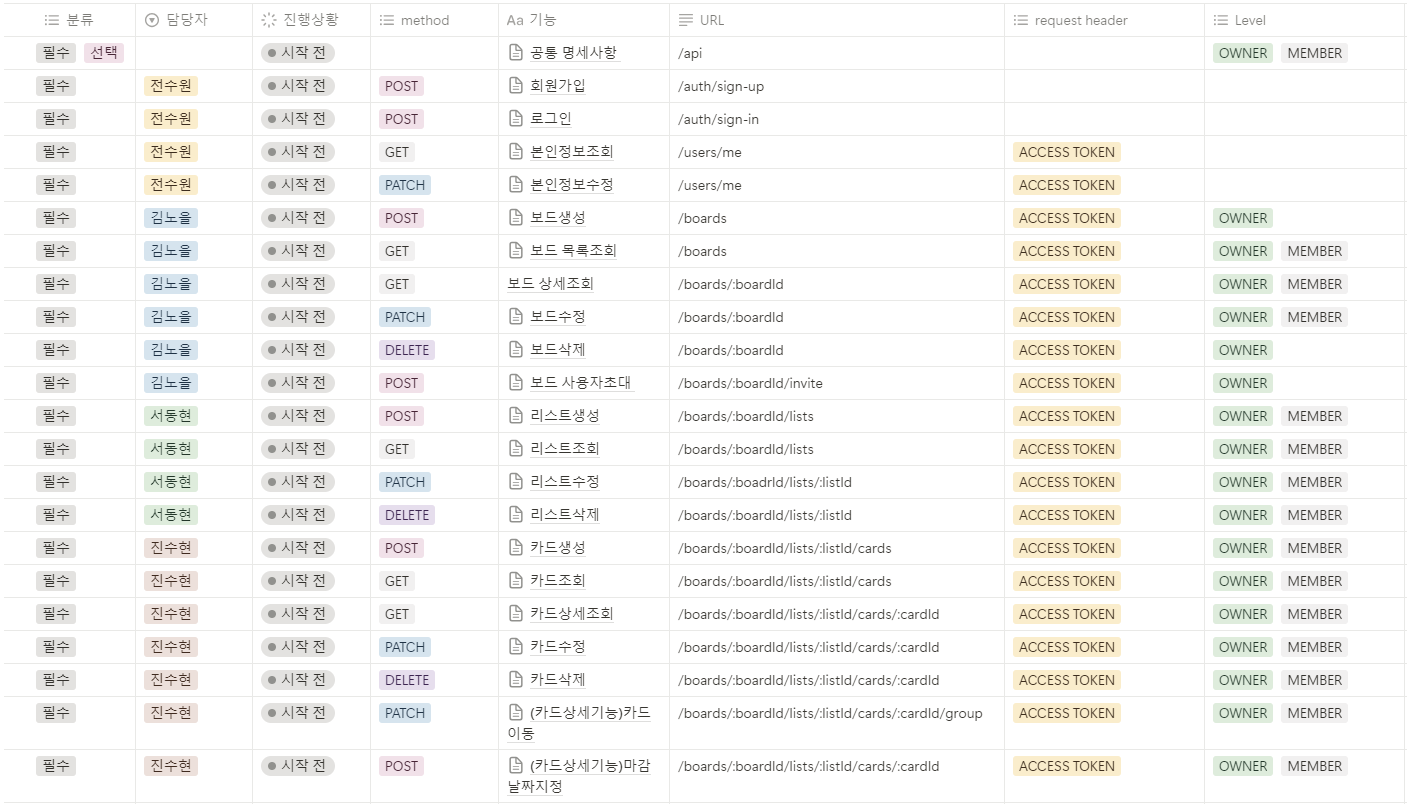 분류 담당자 진행상황 method Aa 기능 URL request header Level
필수 선택 시작 전 공통 명세사항 /api OWNER MEMBER
필수 전수원 시작 전 POST 회원가입 /auth/sign-up
필수 전수원 시작 전 POST 로그인 /auth/sign-in
필수 전수원 시작 전 GET 본인정보조회 /users/me ACCESS TOKEN
필수 전수원 시작 전 PATCH 본인정보수정 /users/me ACCESS TOKEN
필수 김노을 시작 전 POST 보드생성 /boards ACCESS TOKEN OWNER
필수 김노을 시작 전 GET 보드 목록조회 /boards ACCESS TOKEN OWNER MEMBER
필수 김노을 시작 전 GET 보드 상세조회 /boards/:boardId ACCESS TOKEN OWNER MEMBER
필수 김노을 시작 전 PATCH 보드수정 /boards/:boardId ACCESS TOKEN OWNER MEMBER
필수 김노을 시작 전 DELETE 보드삭제 /boards/:boardId ACCESS TOKEN OWNER
필수 김노을 시작 전 POST 보드 사용자초대 /boards/:boardId/invite ACCESS TOKEN OWNER
필수 서동현 시작 전 POST 리스트생성 /boards/:boardId/lists ACCESS TOKEN OWNER MEMBER
필수 서동현 시작 전 GET 리스트조회 /boards/:boardId/lists ACCESS TOKEN OWNER MEMBER
필수 서동현 시작 전 PATCH 리스트수정 /boards/:boadrId/lists/:listId ACCESS TOKEN OWNER MEMBER
필수 서동현 시작 전 DELETE 리스트삭제 /boards/:boardId/lists/:listId ACCESS TOKEN OWNER MEMBER
필수 진수현 시작 전 POST 카드생성 /boards/:boardId/lists/:listId/cards ACCESS TOKEN OWNER MEMBER
필수 진수현 시작 전 GET 카드조회 /boards/:boardId/lists/:listId/cards ACCESS TOKEN OWNER MEMBER
필수 진수현 시작 전 GET 카드상세조회 /boards/:boardId/lists/:listId/cards/:cardId ACCESS TOKEN OWNER MEMBER
필수 진수현 시작 전 PATCH 카드수정 /boards/:boardId/lists/:listId/cards/:cardId ACCESS TOKEN OWNER MEMBER
필수 진수현 시작 전 DELETE 카드삭제 /boards/:boardId/lists/:listId/cards/:cardId ACCESS TOKEN OWNER MEMBER
필수 진수현 시작 전 PATCH (카드상세기능)카드 /boards/:boardId/lists/:listId/cards/:cardId/group ACCESS TOKEN OWNER MEMBER
이동
필수 진수현 시작 전 POST (카드상세기능)마감 /boards/:boardId/lists/:listId/cards/:cardId ACCESS TOKEN OWNER MEMBER
날짜지정